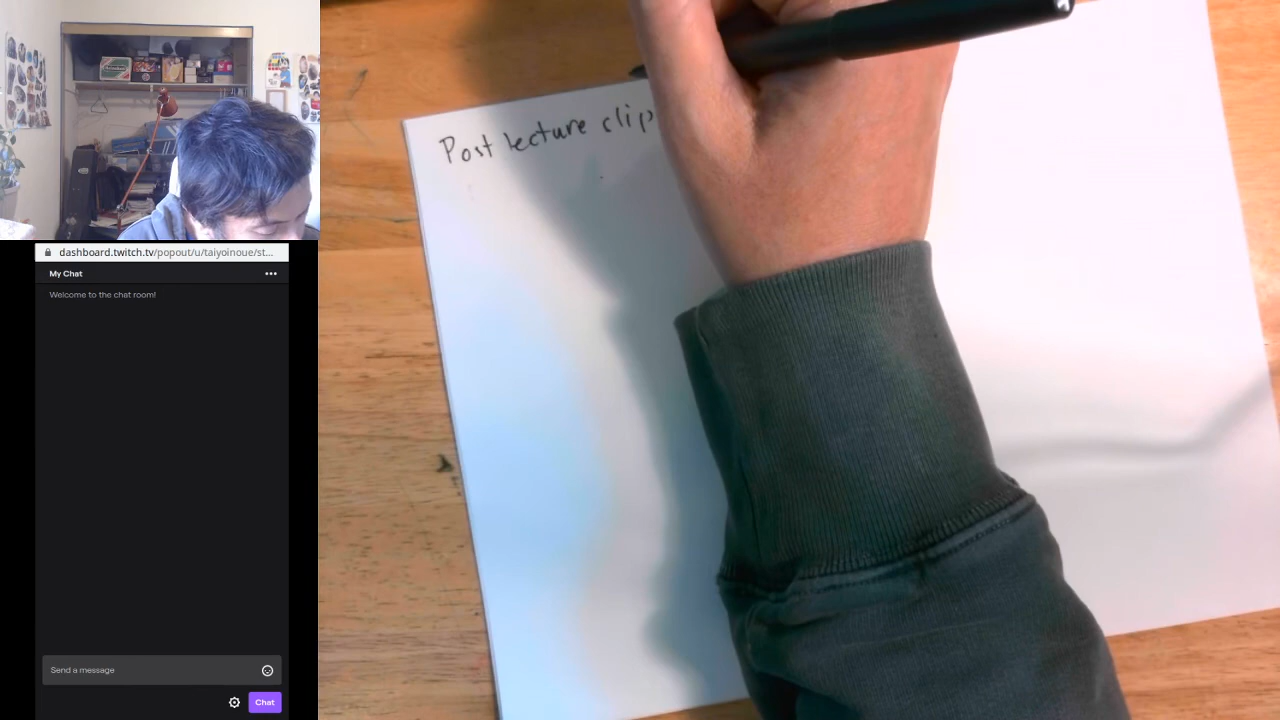 Post lecture clip
dashboard.twitch.tv/popout/u/taiyoinoue/st...
My Chat
Welcome to the chat room!
Send a message
Chat